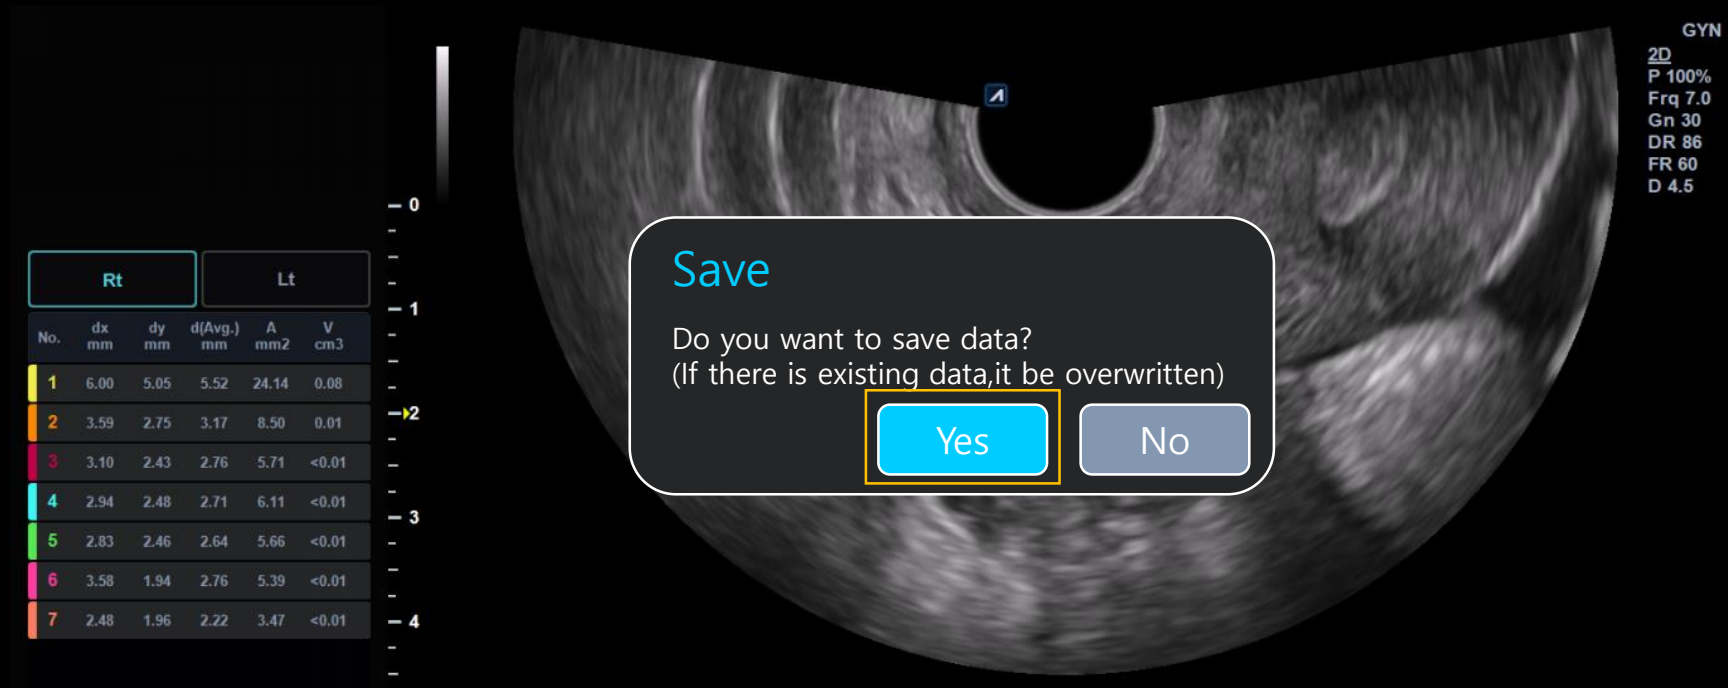 GYN
2D
P 100%
Frq 7.0
Gn 30
DR 86
FR 60
D 4.5
0
1
2
3
4
Rt Lt
No. dx mm dy mm d(Avg.) mm A mm2 V cm3
1 6.00 5.05 5.52 24.14 0.08
2 3.59 2.75 3.17 8.50 0.01
3 3.10 2.43 2.76 5.71 <0.01
4 2.94 2.48 2.71 6.11 <0.01
5 2.83 2.46 2.64 5.66 <0.01
6 3.58 1.94 2.76 5.39 <0.01
7 2.48 1.96 2.22 3.47 <0.01
Save
Do you want to save data?
(If there is existing data,it be overwritten)
Yes No